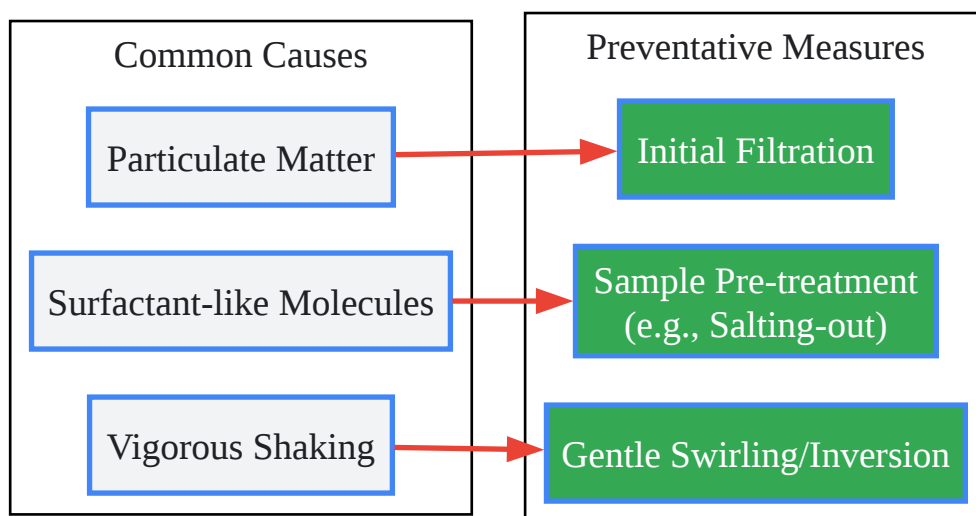 Common Causes
Particulate Matter
Surfactant-like Molecules
Vigorous Shaking
Preventative Measures
Initial Filtration
Sample Pre-treatment
(e.g., Salting-out)
Gentle Swirling/Inversion